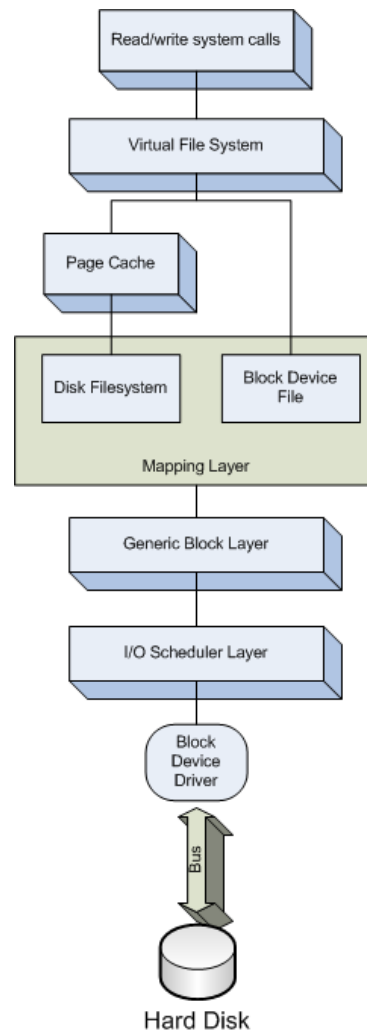 Read/write system calls
Virtual File System
Page Cache
Disk Filesystem
Block Device
File
Mapping Layer
Generic Block Layer
I/O Scheduler Layer
Block
Device
Driver
Bus
Hard Disk